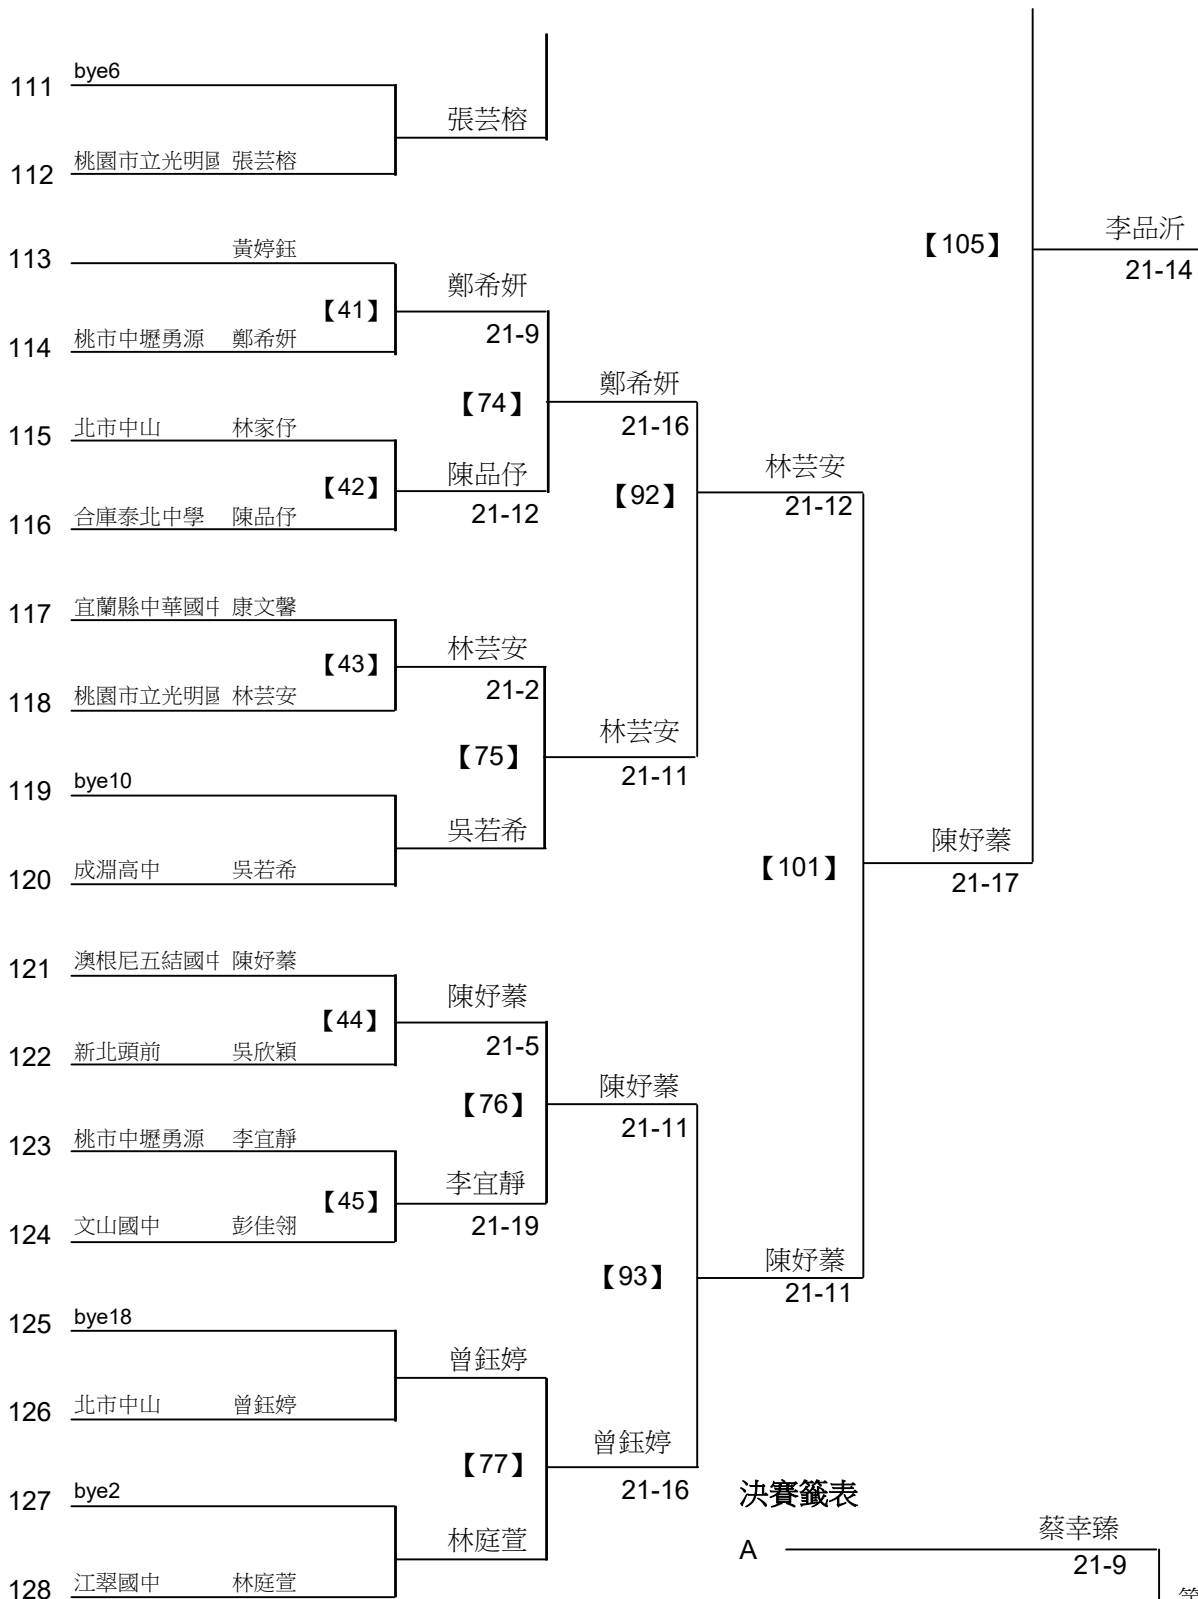 111 bye6
張芸榕
112 桃園市立光明國 張芸榕
113 黃婷鈺
【41】
鄭希妍
21-9
114 桃市中壢勇源 鄭希妍
【74】
鄭希妍
21-16
115 北市中山 林家伃
【42】
陳品伃
21-12
116 合庫泰北中學 陳品伃
【92】
林芸安
21-12
117 宜蘭縣中華國中 康文馨
【43】
林芸安
21-2
118 桃園市立光明國 林芸安
【75】
林芸安
21-11
119 bye10
吳若希
120 成淵高中 吳若希
【101】
陳妤蓁
21-17
【105】
李品沂
21-14
121 澳根尼五結國中 陳妤蓁
【44】
陳妤蓁
21-5
122 新北頭前 吳欣穎
【76】
陳妤蓁
21-11
123 桃市中壢勇源 李宜靜
【45】
李宜靜
21-19
124 文山國中 彭佳翎
【93】
陳妤蓁
21-11
125 bye18
曾鈺婷
126 北市中山 曾鈺婷
【77】
曾鈺婷
21-16
127 bye2
林庭萱
128 江翠國中 林庭萱
決賽籤表
A 蔡幸臻
21-9